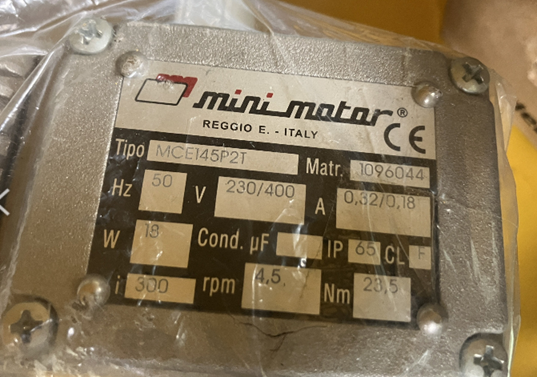 mini motor®
REGGIO E. - ITALY
CE
Tipo MCE145P2T Matr. 1096044
Hz 50 V 230/400 A 0,32/0,18
W 18 Cond. µF IP 65 CL F
i 300 rpm 4,5 Nm 23,5